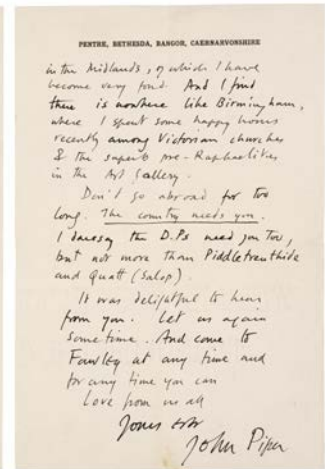 PENTRE, BETHESDA, BANGOR, CAERNARVONSHIRE
in the Midlands, of which I have
become very fond. And I find
there is nowhere like Birmingham,
where I spent some happy hours
recently among Victorian churches
& the superb pre-Raphaelites
in the Art Gallery.
Don't go abroad for too
long. The country needs you.
I daresay the D.Ps need you too,
but not more than Piddletrenthide
and Quatt (Salop).
It was delightful to hear
from you. Let us again
sometime. And come to
Fawley at any time and
for any time you can
Love from us all
Yours ever
John Piper